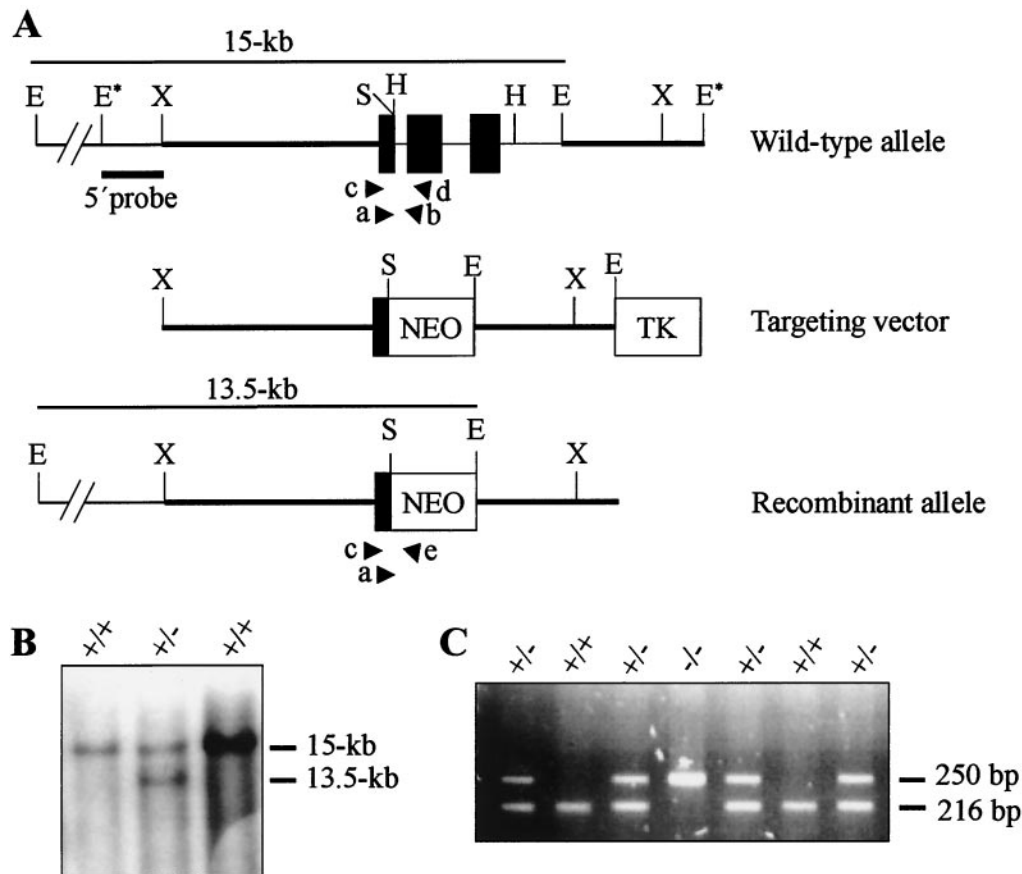 A
15-kb
E E* X S H H E X E*
Wild-type allele
5´probe
c d
a b
X S E X E
NEO TK
Targeting vector
13.5-kb
E X S E X
NEO
Recombinant allele
c e
a
B
+/+ +/- +/+
15-kb
13.5-kb
C
+/- +/+ +/- -/- +/- +/+ +/-
250 bp
216 bp